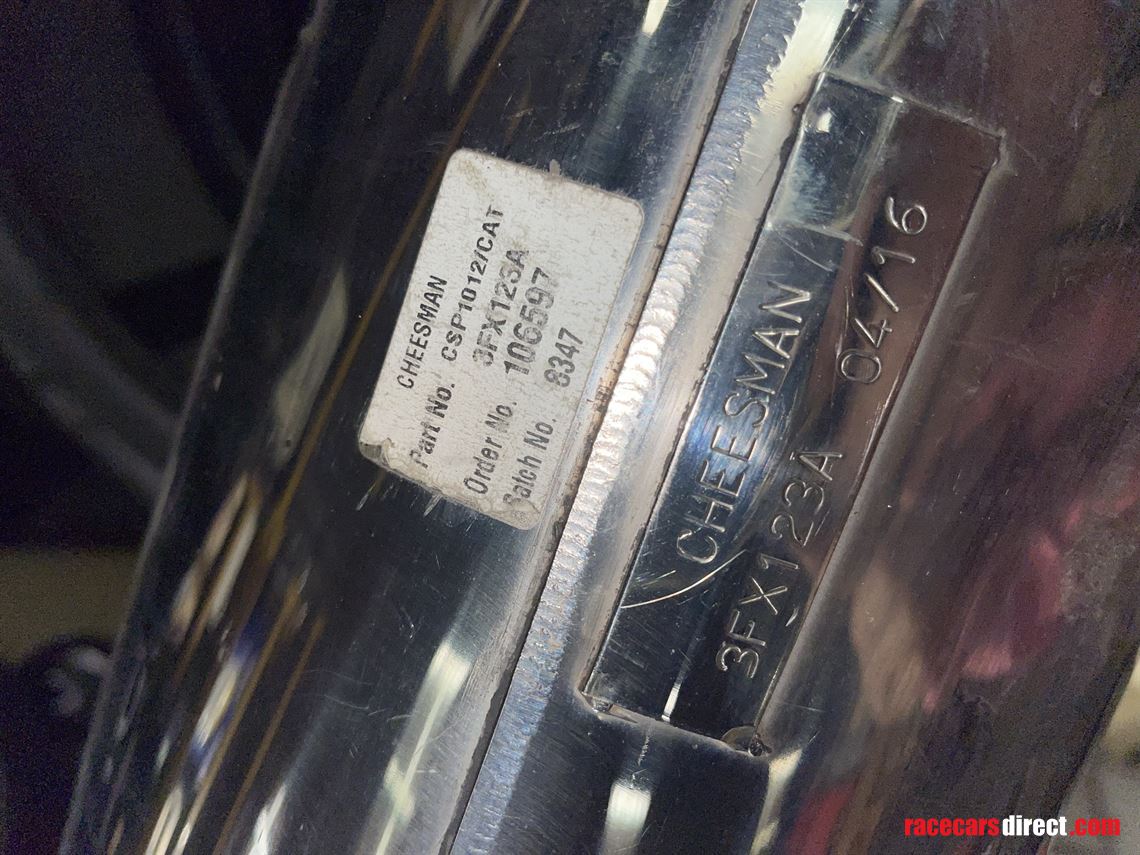 CHEESMAN
Part No. CSP1012/CAT
3FX123A
Order No. 106597
Batch No. 8347
CHEESMAN
3FX123A 04/16
racecarsdirect.com